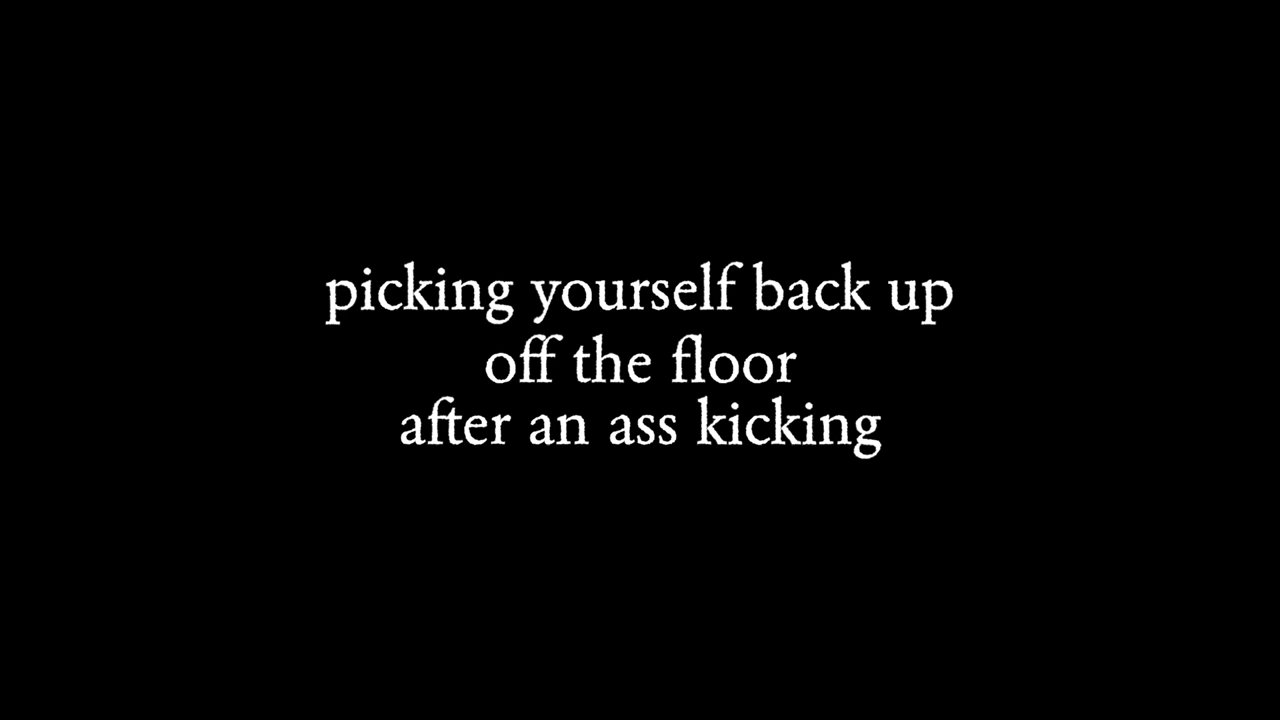 picking yourself back up
off the floor
after an ass kicking